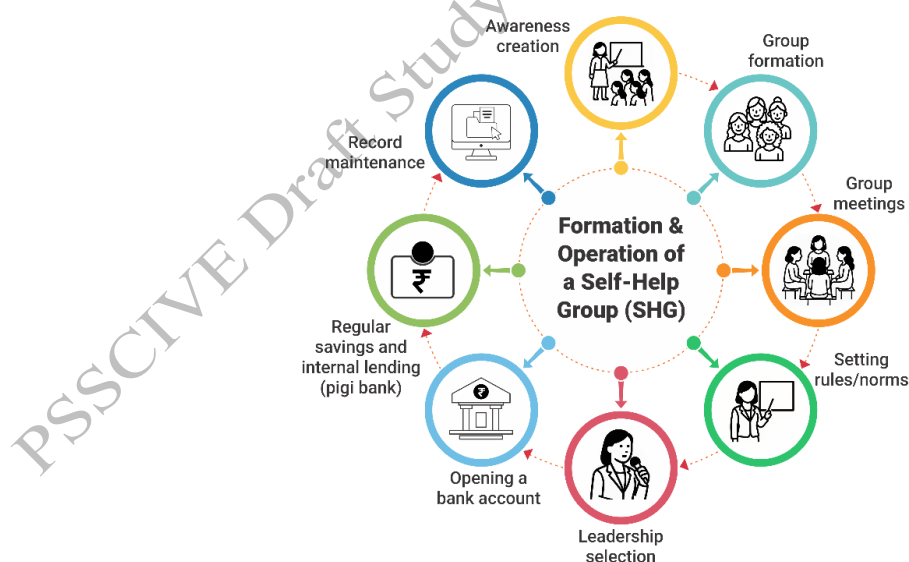 Awareness
creation
Group
formation
Group
meetings
Setting
rules/norms
Leadership
selection
Opening a
bank account
Regular
savings and
internal lending
(pigi bank)
₹
₹
Record
maintenance
Formation &
Operation of
a Self-Help
Group (SHG)
PSSCIVE Draft Study